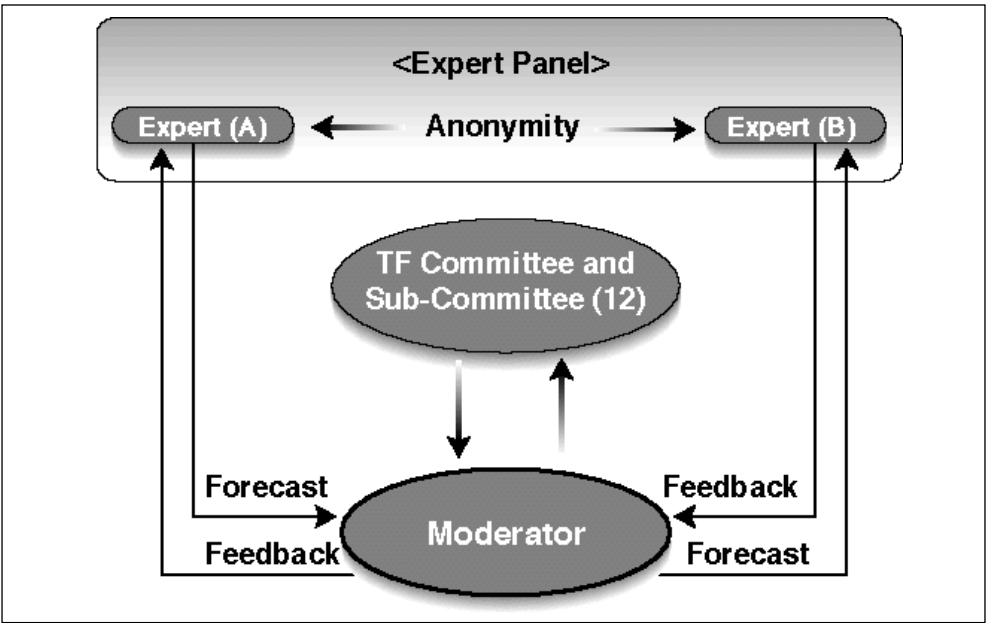 <Expert Panel>
Expert (A)
Anonymity
Expert (B)
TF Committee and
Sub-Committee (12)
Forecast
Feedback
Moderator
Feedback
Forecast